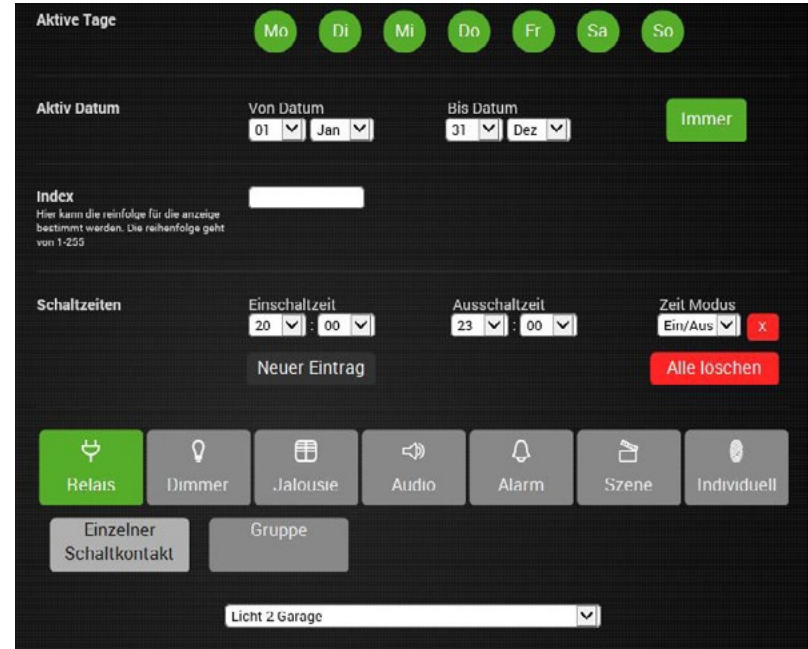 Aktive Tage
Mo Di Mi Do Fr Sa So
Aktiv Datum
Von Datum Bis Datum
01 Jan 31 Dez Immer
Index
Hier kann die reinfolge für die anzeige
bestimmt werden. Die reihenfolge geht
von 1-255
Schaltzeiten
Einschaltzeit Ausschaltzeit Zeit Modus
20 : 00 23 : 00 Ein/Aus X
Neuer Eintrag Alle löschen
Relais Dimmer Jalousie Audio Alarm Szene Individuell
Einzelner
Schaltkontakt
Gruppe
Licht 2 Garage